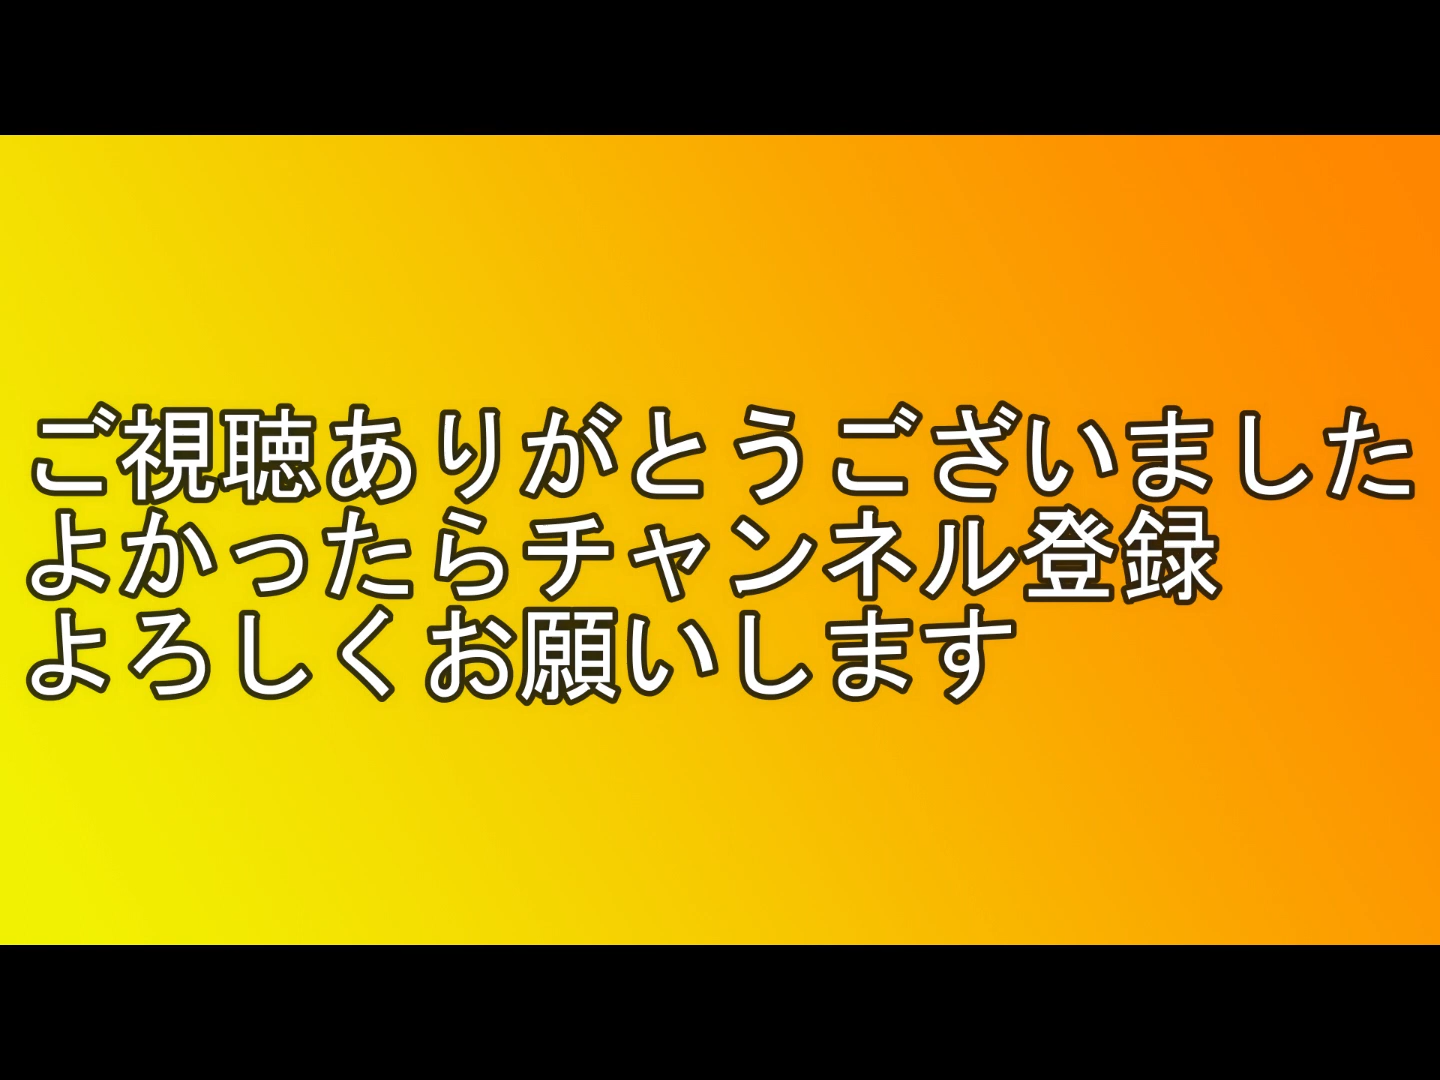 ご視聴ありがとうございました
よかったらチャンネル登録
よろしくお願いします